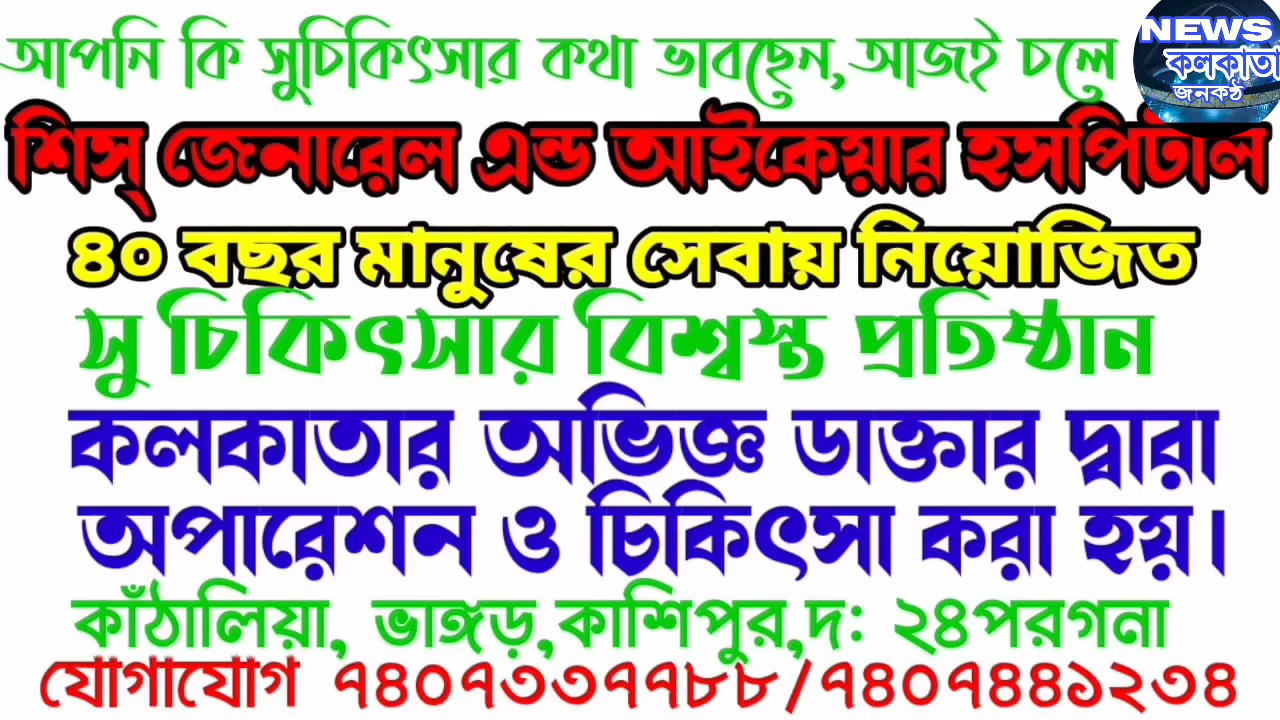 আপনি কি সুচিকিৎসার কথা ভাবছেন,আজই চলে
NEWS
কলকাতা
জনকণ্ঠ
শিস্ জেনারেল এন্ড আইকেয়ার হসপিটাল
৪০ বছর মানুষের সেবায় নিয়োজিত
সু চিকিৎসার বিশ্বস্ত প্রতিষ্ঠান
কলকাতার অভিজ্ঞ ডাক্তার দ্বারা
অপারেশন ও চিকিৎসা করা হয়।
কাঁঠালিয়া, ভাঙ্গড়,কাশিপুর,দঃ ২৪পরগনা
যোগাযোগ ৭৪০৭৩৩৭৭৮৮/৭৪০৭৪৪১২৩৪